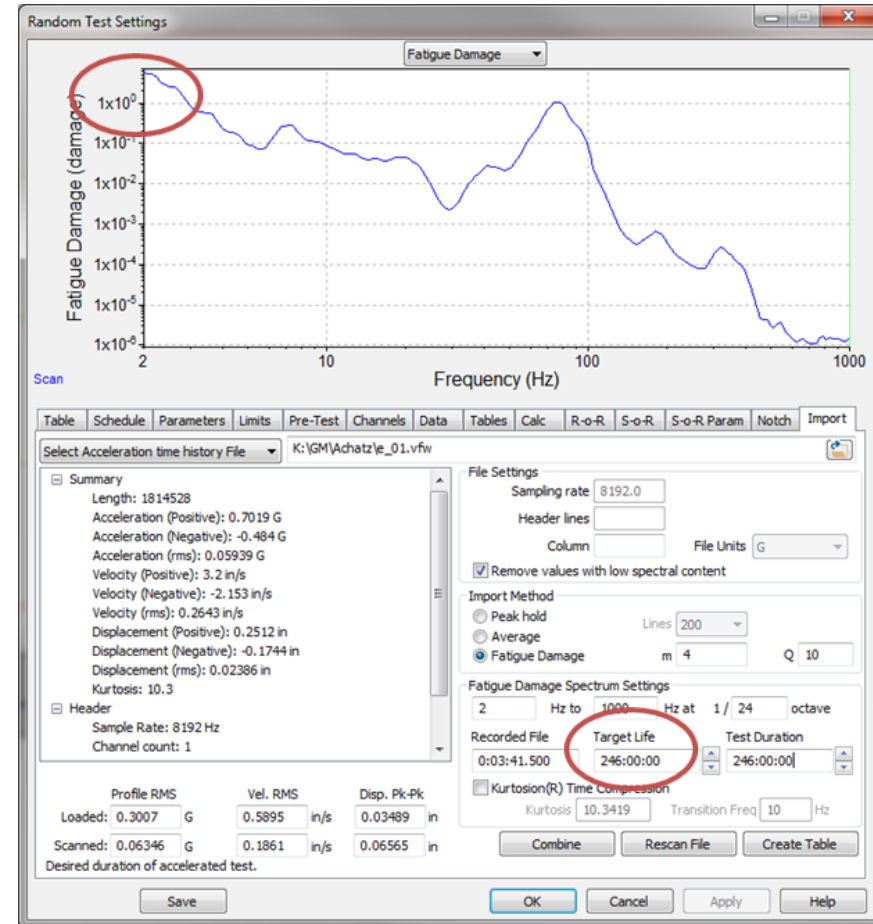 Random Test Settings
Fatigue Damage
Fatigue Damage (damage)
1x10⁰
1x10⁻¹
1x10⁻²
1x10⁻³
1x10⁻⁴
1x10⁻⁵
1x10⁻⁶
2 10 100 1000
Scan
Frequency (Hz)
Table Schedule Parameters Limits Pre-Test Channels Data Tables Calc R-o-R S-o-R S-o-R Param Notch Import
Select Acceleration time history File K:\GM\Achatz\e_01.vfw
Summary
Length: 1814528
Acceleration (Positive): 0.7019 G
Acceleration (Negative): -0.484 G
Acceleration (rms): 0.05939 G
Velocity (Positive): 3.2 in/s
Velocity (Negative): -2.153 in/s
Velocity (rms): 0.2643 in/s
Displacement (Positive): 0.2512 in
Displacement (Negative): -0.1744 in
Displacement (rms): 0.02386 in
Kurtosis: 10.3
Header
Sample Rate: 8192 Hz
Channel count: 1
File Settings
Sampling rate 8192.0
Header lines
Column File Units G
Remove values with low spectral content
Import Method
Peak hold
Lines 200
Average
Fatigue Damage m 4 Q 10
Fatigue Damage Spectrum Settings
2 Hz to 1000 Hz at 1 / 24 octave
Recorded File Target Life Test Duration
0:03:41.500 246:00:00 246:00:00
Kurtosion(R) Time Compression
Kurtosis 10.3419 Transition Freq 10 Hz
Combine Rescan File Create Table
Profile RMS Vel. RMS Disp. Pk-Pk
Loaded: 0.3007 G 0.5895 in/s 0.03489 in
Scanned: 0.06346 G 0.1861 in/s 0.06565 in
Desired duration of accelerated test.
Save OK Cancel Apply Help